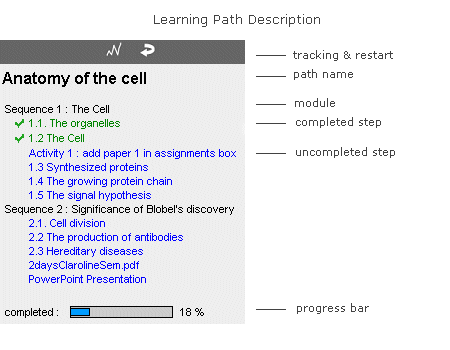 Learning Path Description
tracking & restart
Anatomy of the cell
path name
module
Sequence 1 : The Cell
1.1. The organelles
completed step
1.2 The Cell
Activity 1 : add paper 1 in assignments box
uncompleted step
1.3 Synthesized proteins
1.4 The growing protein chain
1.5 The signal hypothesis
Sequence 2 : Significance of Blobel's discovery
2.1. Cell division
2.2 The production of antibodies
2.3 Hereditary diseases
2daysClarolineSem.pdf
PowerPoint Presentation
completed : 18 %
progress bar